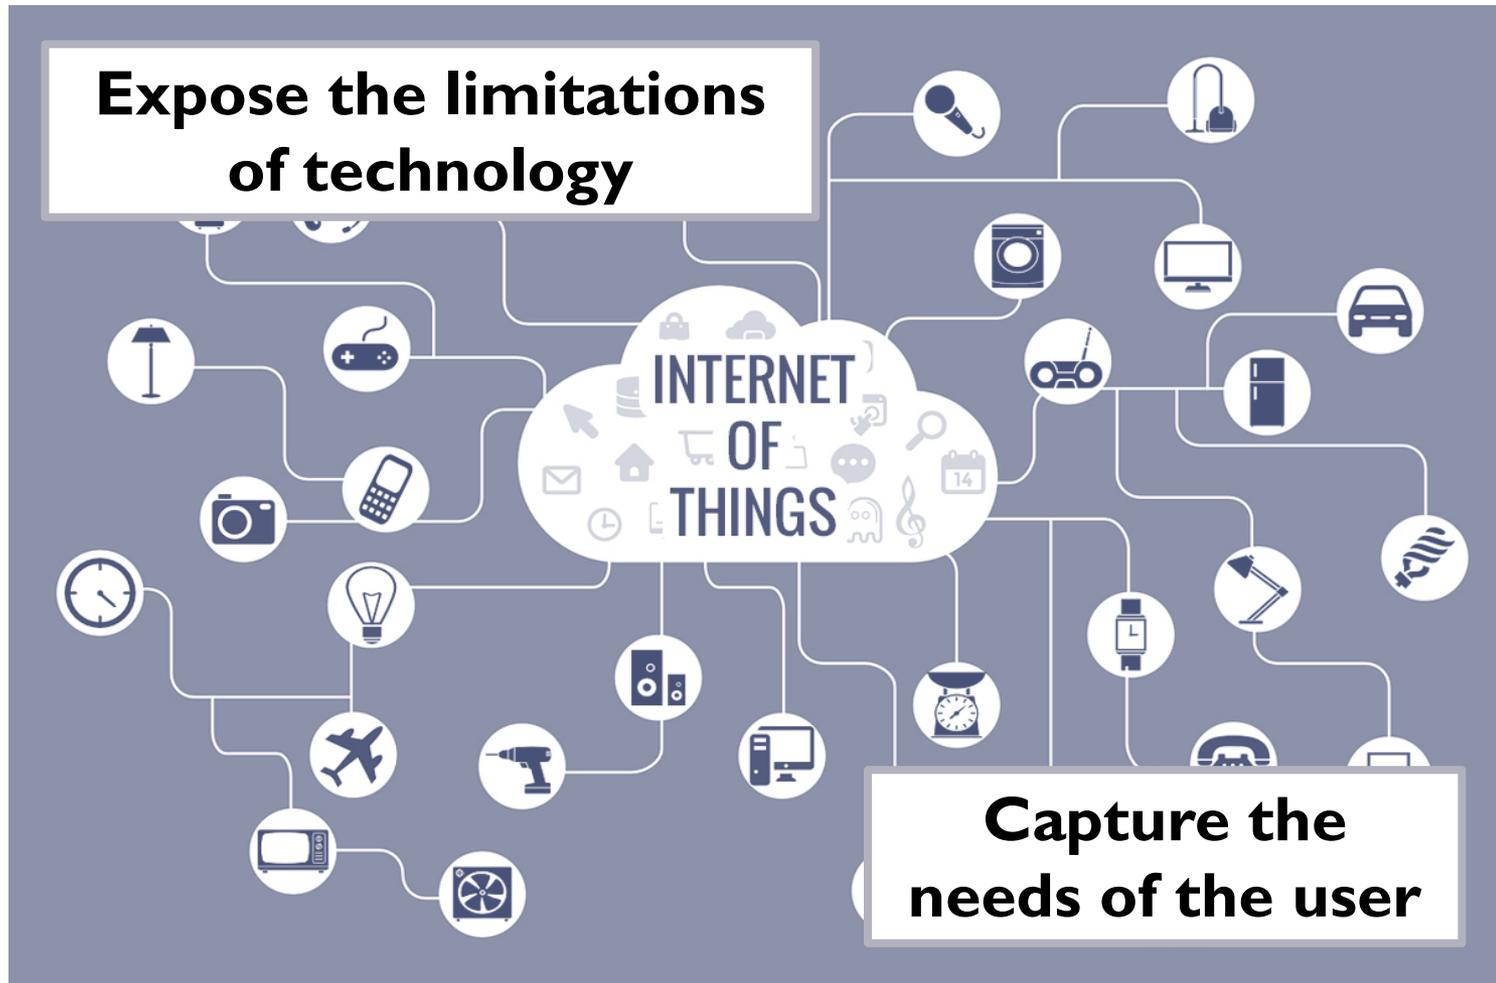 Expose the limitations
of technology
INTERNET
OF
THINGS
14
Capture the
needs of the user